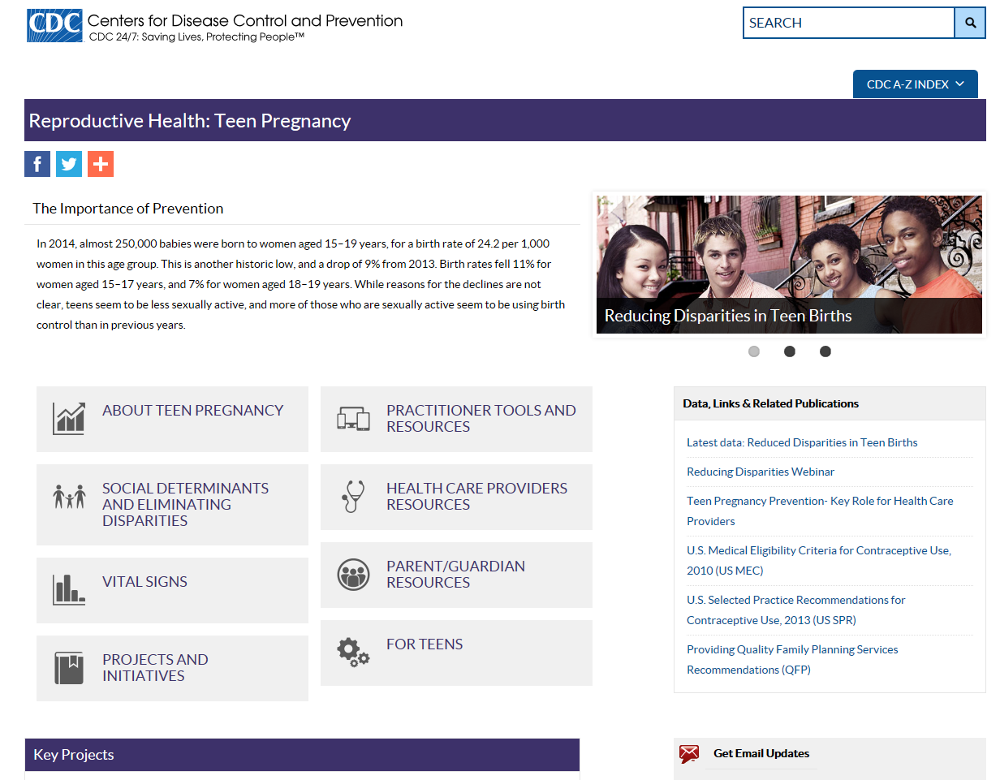 CDC
Centers for Disease Control and Prevention
CDC 24/7: Saving Lives, Protecting People™
SEARCH
CDC A-Z INDEX
Reproductive Health: Teen Pregnancy
f
The Importance of Prevention
In 2014, almost 250,000 babies were born to women aged 15–19 years, for a birth rate of 24.2 per 1,000
women in this age group. This is another historic low, and a drop of 9% from 2013. Birth rates fell 11% for
women aged 15–17 years, and 7% for women aged 18–19 years. While reasons for the declines are not
clear, teens seem to be less sexually active, and more of those who are sexually active seem to be using birth
control than in previous years.
Reducing Disparities in Teen Births
ABOUT TEEN PREGNANCY
SOCIAL DETERMINANTS
AND ELIMINATING
DISPARITIES
VITAL SIGNS
PROJECTS AND
INITIATIVES
PRACTITIONER TOOLS AND
RESOURCES
HEALTH CARE PROVIDERS
RESOURCES
PARENT/GUARDIAN
RESOURCES
FOR TEENS
Data, Links & Related Publications
Latest data: Reduced Disparities in Teen Births
Reducing Disparities Webinar
Teen Pregnancy Prevention- Key Role for Health Care
Providers
U.S. Medical Eligibility Criteria for Contraceptive Use,
2010 (US MEC)
U.S. Selected Practice Recommendations for
Contraceptive Use, 2013 (US SPR)
Providing Quality Family Planning Services
Recommendations (QFP)
Key Projects
Get Email Updates